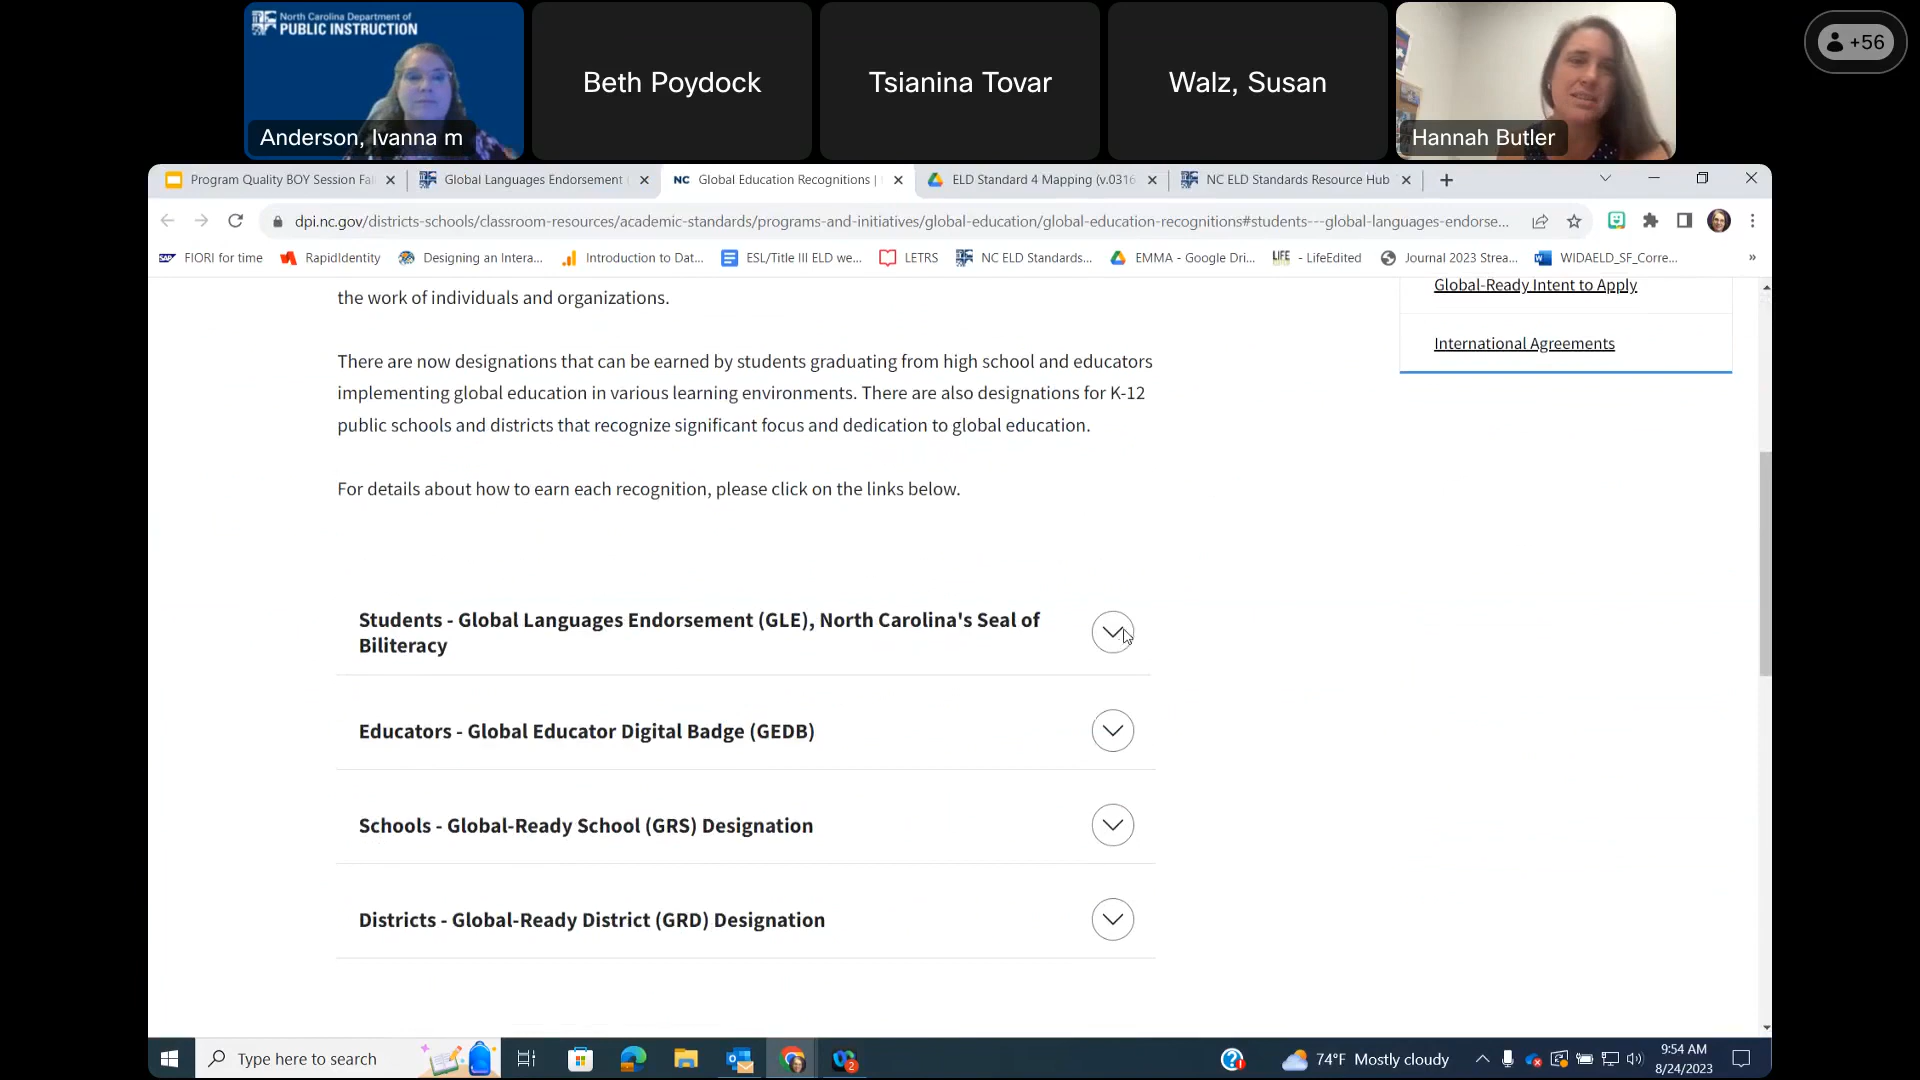 North Carolina Department of
PUBLIC INSTRUCTION
Anderson, Ivanna m
Beth Poydock
Tsianina Tovar
Walz, Susan
Hannah Butler
+56
Program Quality BOY Session Fal
Global Languages Endorsement
NC Global Education Recognitions |
ELD Standard 4 Mapping (v.0316
NC ELD Standards Resource Hub
dpi.nc.gov/districts-schools/classroom-resources/academic-standards/programs-and-initiatives/global-education/global-education-recognitions#students---global-languages-endorse...
SAP FIORI for time
RapidIdentity
Designing an Intera...
Introduction to Dat...
ESL/Title III ELD we...
LETRS
NC ELD Standards...
EMMA - Google Dri...
LIFE - LifeEdited
Journal 2023 Strea...
WIDAELD_SF_Corre...
»
the work of individuals and organizations.
There are now designations that can be earned by students graduating from high school and educators
implementing global education in various learning environments. There are also designations for K-12
public schools and districts that recognize significant focus and dedication to global education.
For details about how to earn each recognition, please click on the links below.
Global-Ready Intent to Apply
International Agreements
Students - Global Languages Endorsement (GLE), North Carolina's Seal of
Biliteracy
Educators - Global Educator Digital Badge (GEDB)
Schools - Global-Ready School (GRS) Designation
Districts - Global-Ready District (GRD) Designation
Type here to search
2
74°F Mostly cloudy
9:54 AM
8/24/2023